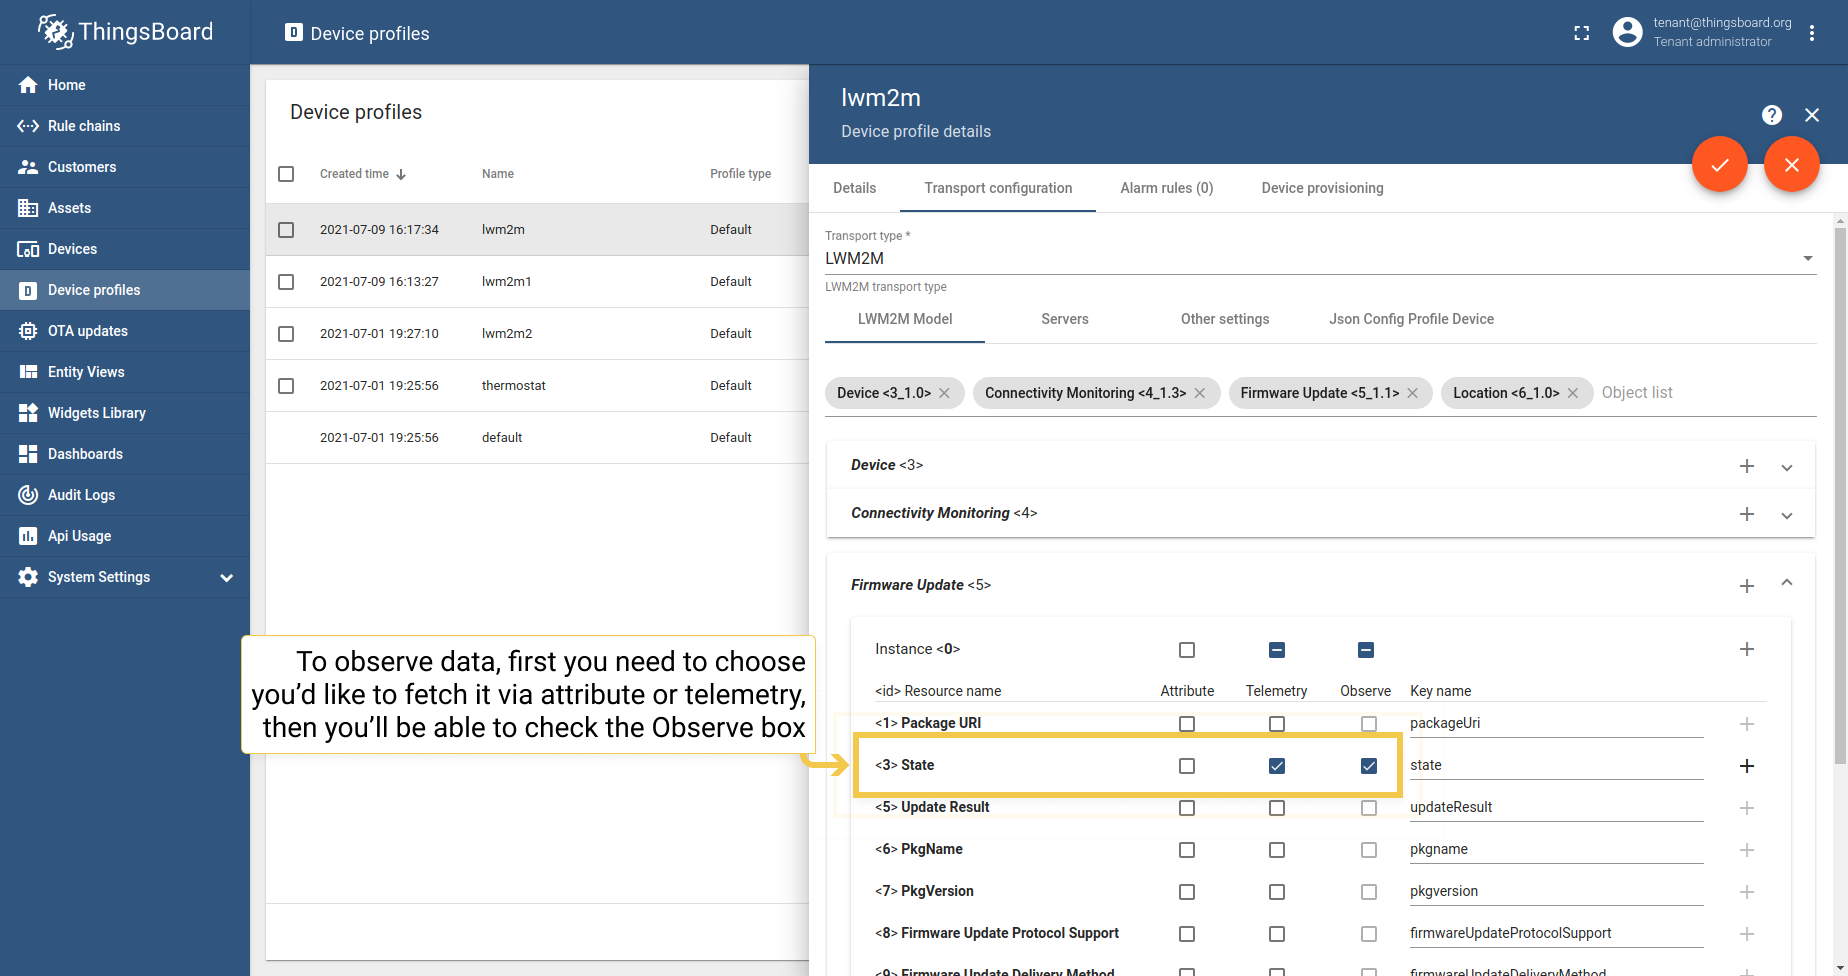 ThingsBoard
D Device profiles
tenant@thingsboard.org
Tenant administrator
Home
Rule chains
Customers
Assets
Devices
D Device profiles
OTA updates
Entity Views
Widgets Library
Dashboards
Audit Logs
Api Usage
System Settings
Device profiles
Created time Name Profile type
2021-07-09 16:17:34 lwm2m Default
2021-07-09 16:13:27 lwm2m1 Default
2021-07-01 19:27:10 lwm2m2 Default
2021-07-01 19:25:56 thermostat Default
2021-07-01 19:25:56 default Default
To observe data, first you need to choose
you’d like to fetch it via attribute or telemetry,
then you’ll be able to check the Observe box
lwm2m
Device profile details
?
Details Transport configuration Alarm rules (0) Device provisioning
Transport type *
LWM2M
LWM2M transport type
LWM2M Model Servers Other settings Json Config Profile Device
Device <3_1.0> Connectivity Monitoring <4_1.3> Firmware Update <5_1.1> Location <6_1.0> Object list
Device <3>
Connectivity Monitoring <4>
Firmware Update <5>
Instance <0>
<id> Resource name Attribute Telemetry Observe Key name
<1> Package URI packageUri
<3> State state
<5> Update Result updateResult
<6> PkgName pkgname
<7> PkgVersion pkgversion
<8> Firmware Update Protocol Support firmwareUpdateProtocolSupport
<9> Firmware Update Delivery Method firmwareUpdateDeliveryMethod